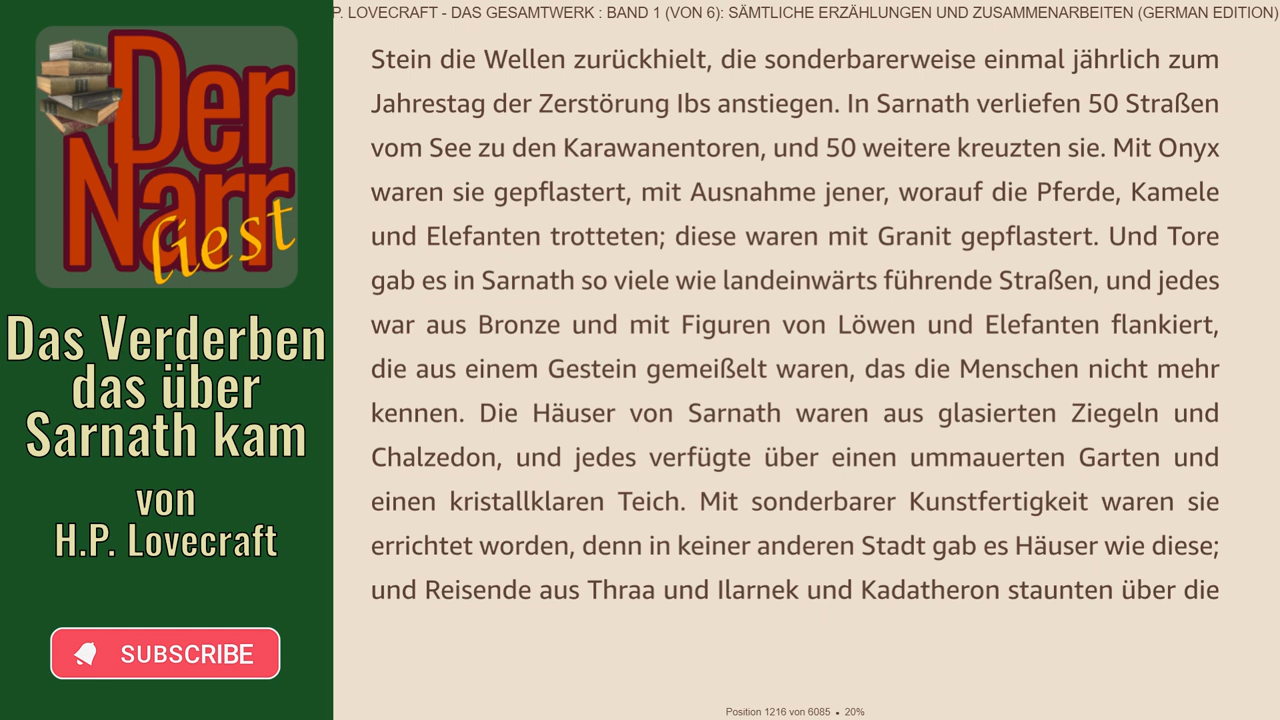 Der
Narr
liest
Das Verderben
das über
Sarnath kam
von
H.P. Lovecraft
SUBSCRIBE
P. LOVECRAFT - DAS GESAMTWERK : BAND 1 (VON 6): SÄMTLICHE ERZÄHLUNGEN UND ZUSAMMENARBEITEN (GERMAN EDITION)
Stein die Wellen zurückhielt, die sonderbarerweise einmal jährlich zum
Jahrestag der Zerstörung Ibs anstiegen. In Sarnath verliefen 50 Straßen
vom See zu den Karawanentoren, und 50 weitere kreuzten sie. Mit Onyx
waren sie gepflastert, mit Ausnahme jener, worauf die Pferde, Kamele
und Elefanten trotteten; diese waren mit Granit gepflastert. Und Tore
gab es in Sarnath so viele wie landeinwärts führende Straßen, und jedes
war aus Bronze und mit Figuren von Löwen und Elefanten flankiert,
die aus einem Gestein gemeißelt waren, das die Menschen nicht mehr
kennen. Die Häuser von Sarnath waren aus glasierten Ziegeln und
Chalzedon, und jedes verfügte über einen ummauerten Garten und
einen kristallklaren Teich. Mit sonderbarer Kunstfertigkeit waren sie
errichtet worden, denn in keiner anderen Stadt gab es Häuser wie diese;
und Reisende aus Thraa und Ilarnek und Kadatheron staunten über die
Position 1216 von 6085 • 20%